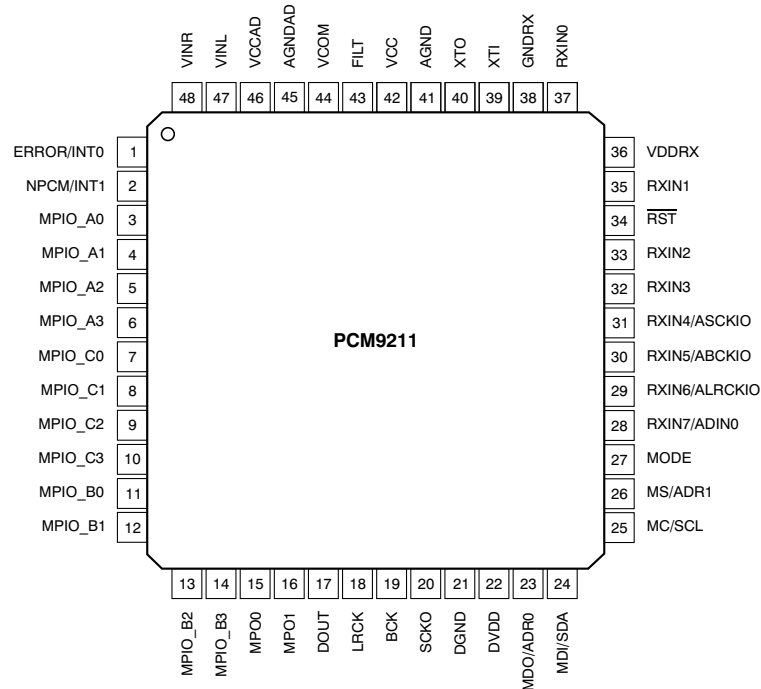 VINR
VINL
VCCAD
AGNDAD
VCOM
FILT
VCC
AGND
XTO
XTI
GNDRX
RXIN0
48 47 46 45 44 43 42 41 40 39 38 37
ERROR/INT0 1
NPCM/INT1 2
MPIO_A0 3
MPIO_A1 4
MPIO_A2 5
MPIO_A3 6
MPIO_C0 7
MPIO_C1 8
MPIO_C2 9
MPIO_C3 10
MPIO_B0 11
MPIO_B1 12
PCM9211
36 VDDRX
35 RXIN1
34 RST
33 RXIN2
32 RXIN3
31 RXIN4/ASCKIO
30 RXIN5/ABCKIO
29 RXIN6/ALRCKIO
28 RXIN7/ADIN0
27 MODE
26 MS/ADR1
25 MC/SCL
13 14 15 16 17 18 19 20 21 22 23 24
MPIO_B2
MPIO_B3
MPO0
MPO1
DOUT
LRCK
BCK
SCKO
DGND
DVDD
MDO/ADR0
MDI/SDA